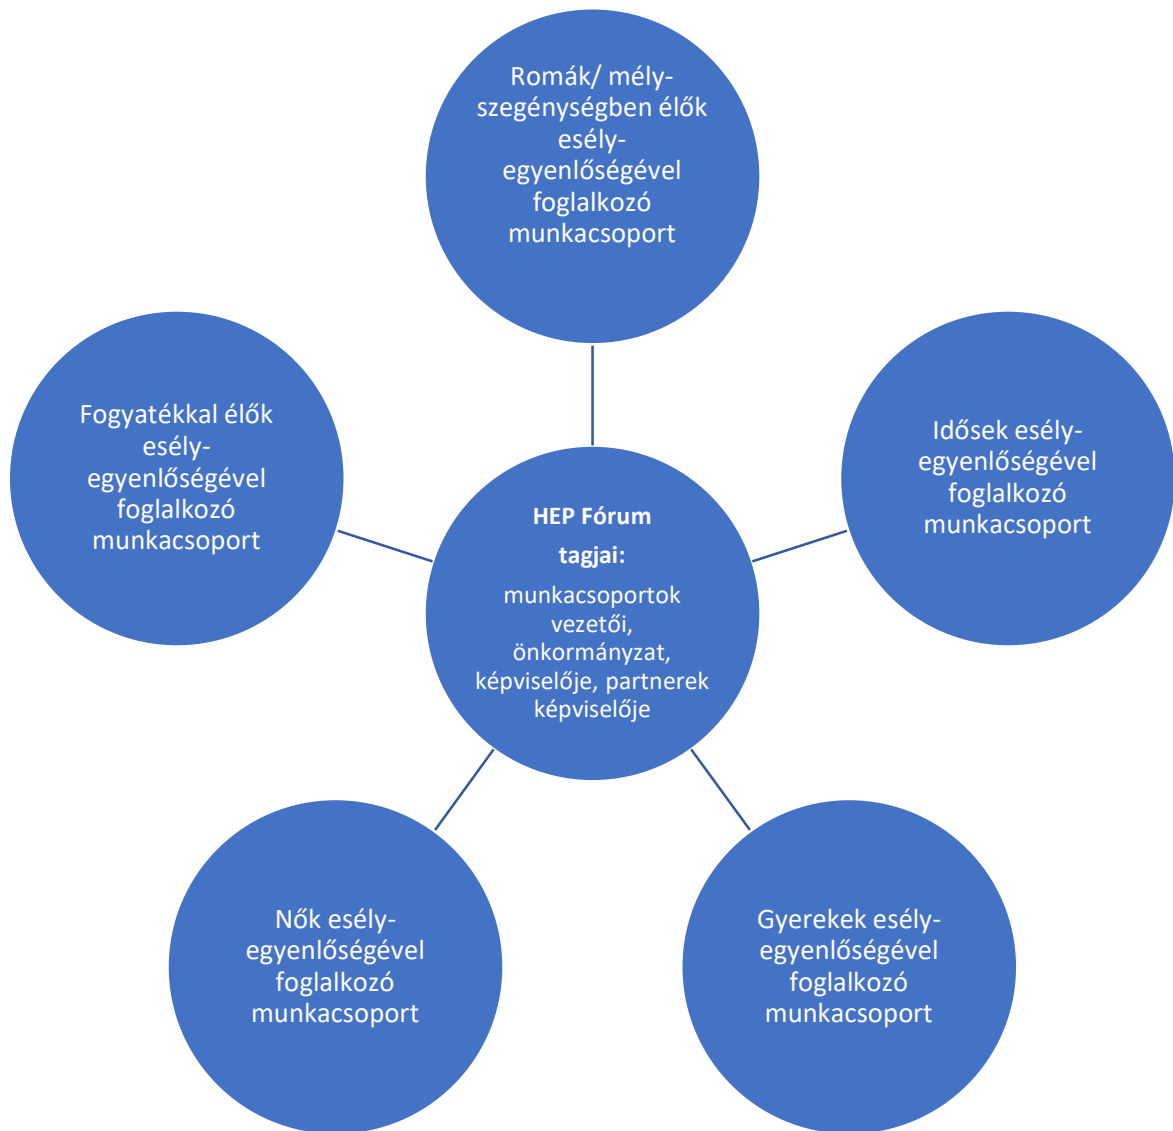 Romák/ mély-
szegénységben élők
esély-
egyenlőségével
foglalkozó
munkacsoport
Fogyatékkal élők
esély-
egyenlőségével
foglalkozó
munkacsoport
Idősek esély-
egyenlőségével
foglalkozó
munkacsoport
HEP Fórum
tagjai:
munkacsoportok
vezetői,
önkormányzat,
képviselője, partnerek
képviselője
Nők esély-
egyenlőségével
foglalkozó
munkacsoport
Gyerekek esély-
egyenlőségével
foglalkozó
munkacsoport